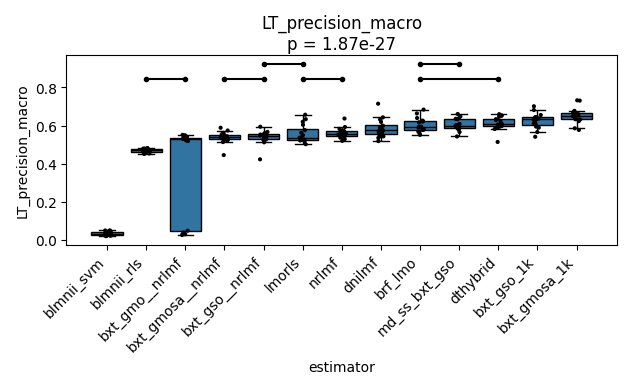 LT_precision_macro
p = 1.87e-27
LT_precision_macro
0.8
0.6
0.4
0.2
0.0
blmnii_svm
blmnii_rls
bxt_gmo__nrlmf
bxt_gmosa__nrlmf
bxt_gso__nrlmf
lmorls
nrlmf
dnilmf
brf_lmo
md_ss_bxt_gso
dthybrid
bxt_gso_1k
bxt_gmosa_1k
estimator